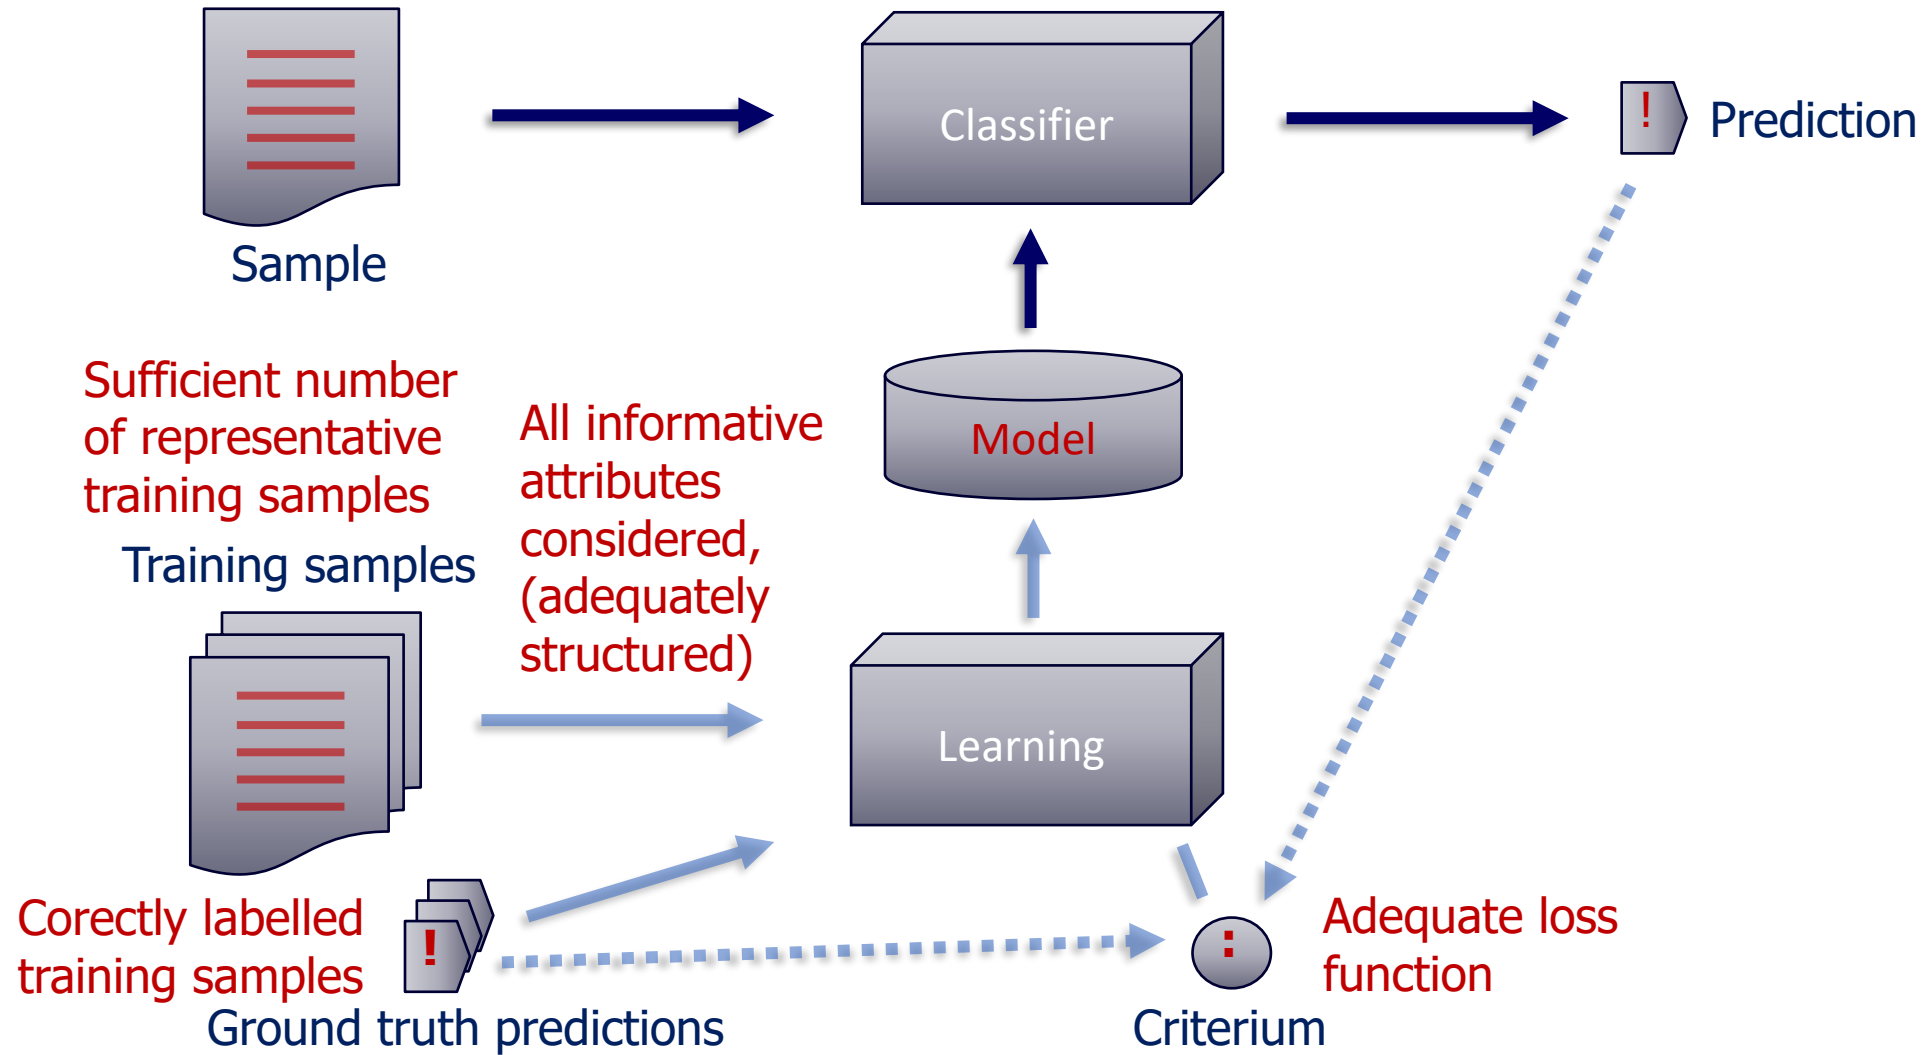 Classifier
!
Prediction
Sample
Sufficient number
of representative
training samples
All informative
attributes
considered,
(adequately
structured)
Model
Training samples
Learning
Corectly labelled
training samples
!
Ground truth predictions
:
Adequate loss
function
Criterium